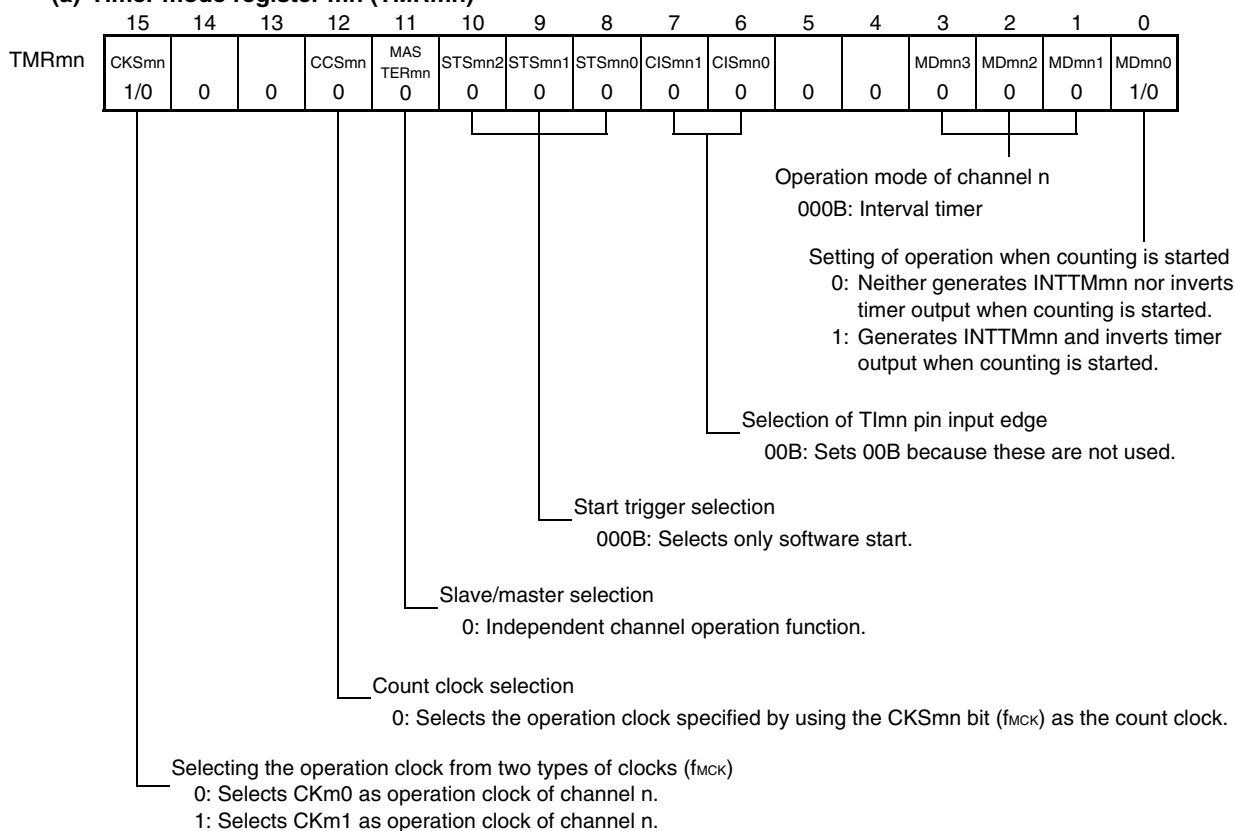 (a) Timer mode register mn (TMRmn)
15 14 13 12 11 10 9 8 7 6 5 4 3 2 1 0
TMRmn CKSmn CCSmn MAS TERmn STSmn2 STSmn1 STSmn0 CISmn1 CISmn0 MDmn3 MDmn2 MDmn1 MDmn0
1/0 0 0 0 0 0 0 0 0 0 0 0 0 0 0 1/0
Operation mode of channel n
000B: Interval timer
Setting of operation when counting is started
0: Neither generates INTTMmn nor inverts
timer output when counting is started.
1: Generates INTTMmn and inverts timer
output when counting is started.
Selection of TImn pin input edge
00B: Sets 00B because these are not used.
Start trigger selection
000B: Selects only software start.
Slave/master selection
0: Independent channel operation function.
Count clock selection
0: Selects the operation clock specified by using the CKSmn bit (fMCK) as the count clock.
Selecting the operation clock from two types of clocks (fMCK)
0: Selects CKm0 as operation clock of channel n.
1: Selects CKm1 as operation clock of channel n.